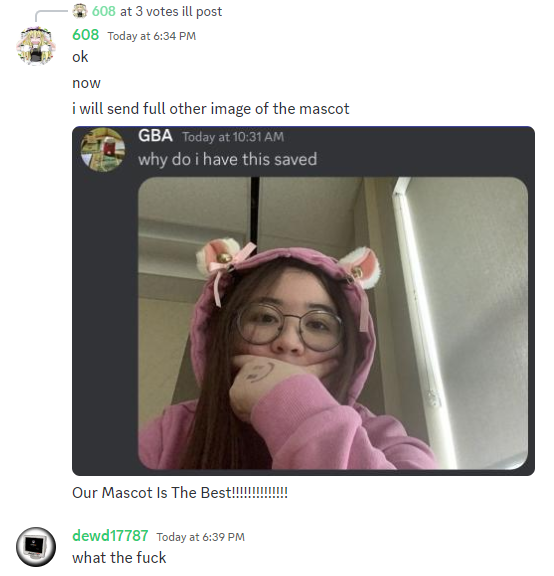 608 at 3 votes ill post
608 Today at 6:34 PM
ok
now
i will send full other image of the mascot
GBA Today at 10:31 AM
why do i have this saved
Our Mascot Is The Best!!!!!!!!!!!!!!
dewd17787 Today at 6:39 PM
what the fuck